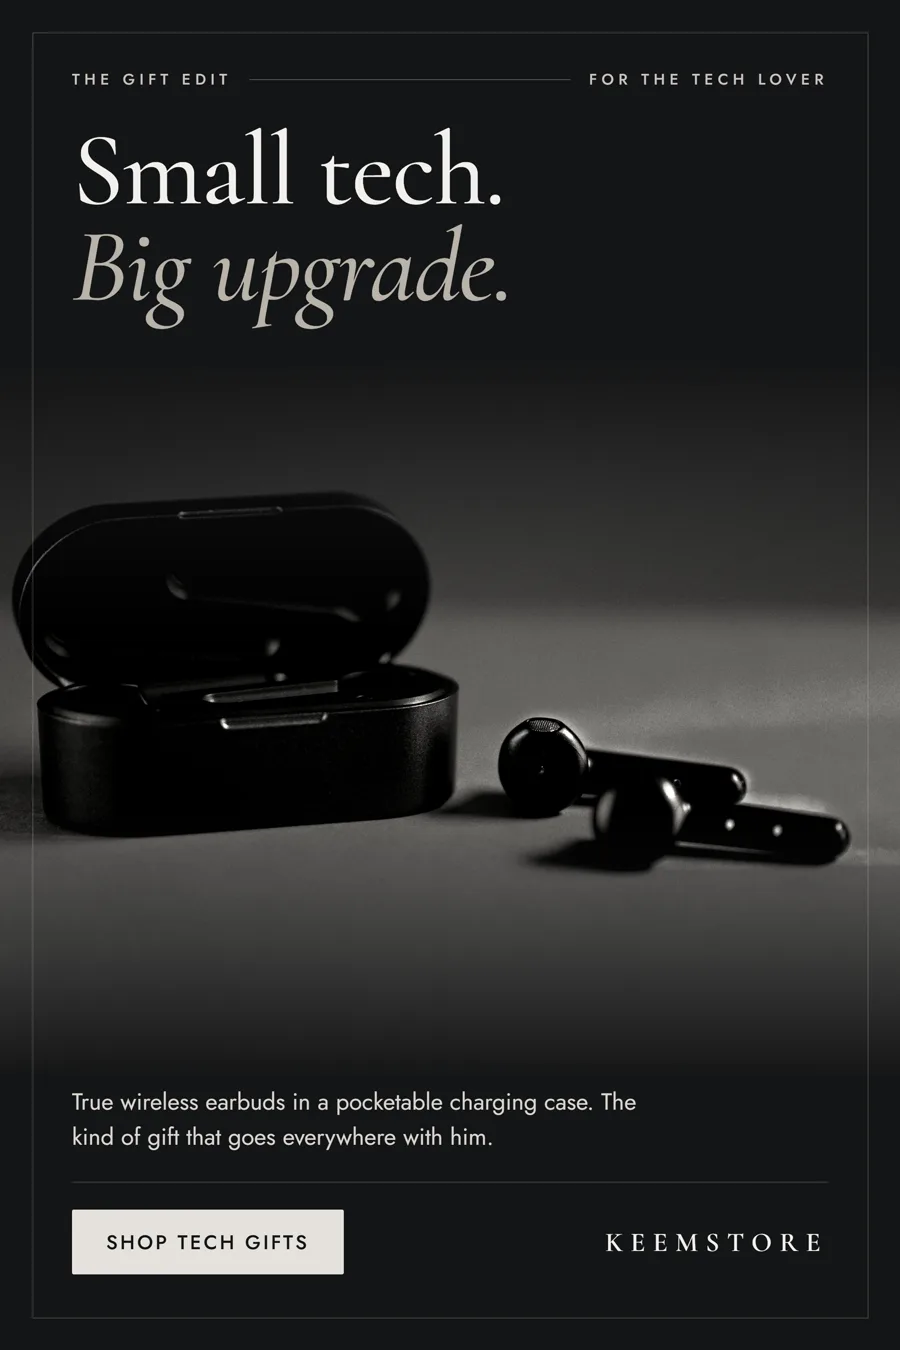 THE GIFT EDIT FOR THE TECH LOVER
Small tech.
Big upgrade.
True wireless earbuds in a pocketable charging case. The
kind of gift that goes everywhere with him.
SHOP TECH GIFTS
KEEMSTORE